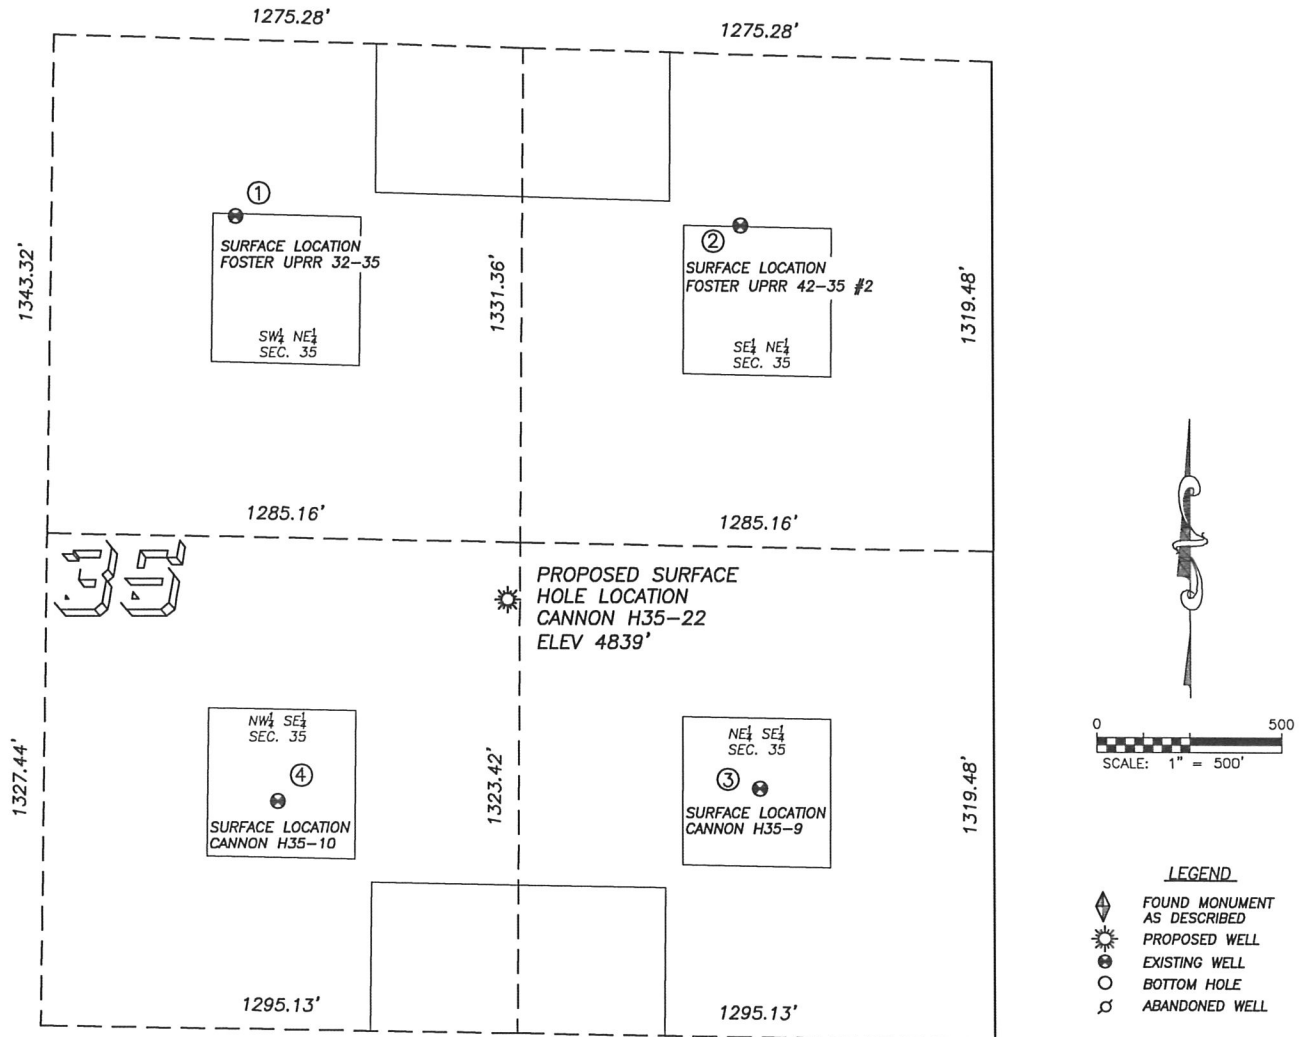 1275.28'
1275.28'
①
SURFACE LOCATION
FOSTER UPRR 32-35
SW¼ NE¼
SEC. 35
②
SURFACE LOCATION
FOSTER UPRR 42-35 #2
SE¼ NE¼
SEC. 35
1343.32'
1331.36'
1319.48'
1285.16'
1285.16'
35
PROPOSED SURFACE
HOLE LOCATION
CANNON H35-22
ELEV 4839'
NW¼ SE¼
SEC. 35
④
SURFACE LOCATION
CANNON H35-10
NE¼ SE¼
SEC. 35
③
SURFACE LOCATION
CANNON H35-9
1327.44'
1323.42'
1319.48'
1295.13'
1295.13'
0 500
SCALE: 1" = 500'
LEGEND
FOUND MONUMENT
AS DESCRIBED
PROPOSED WELL
EXISTING WELL
BOTTOM HOLE
ABANDONED WELL